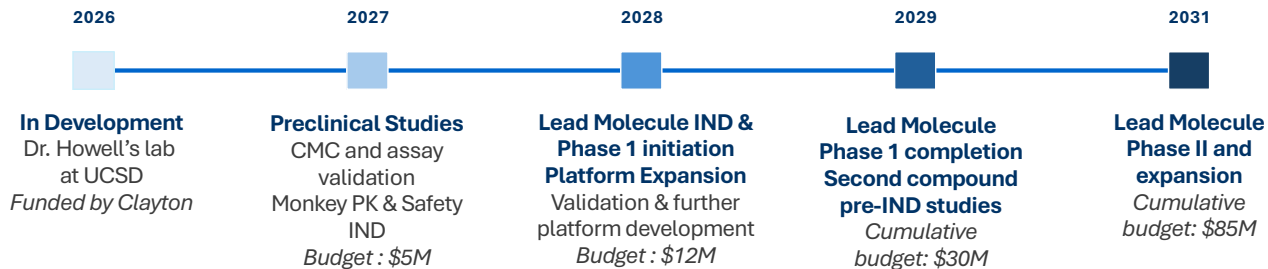 2026
2027
2028
2029
2031
In Development
Dr. Howell's lab
at UCSD
Funded by Clayton
Preclinical Studies
CMC and assay
validation
Monkey PK & Safety
IND
Budget : $5M
Lead Molecule IND &
Phase 1 initiation
Platform Expansion
Validation & further
platform development
Budget : $12M
Lead Molecule
Phase 1 completion
Second compound
pre-IND studies
Cumulative
budget: $30M
Lead Molecule
Phase II and
expansion
Cumulative
budget: $85M